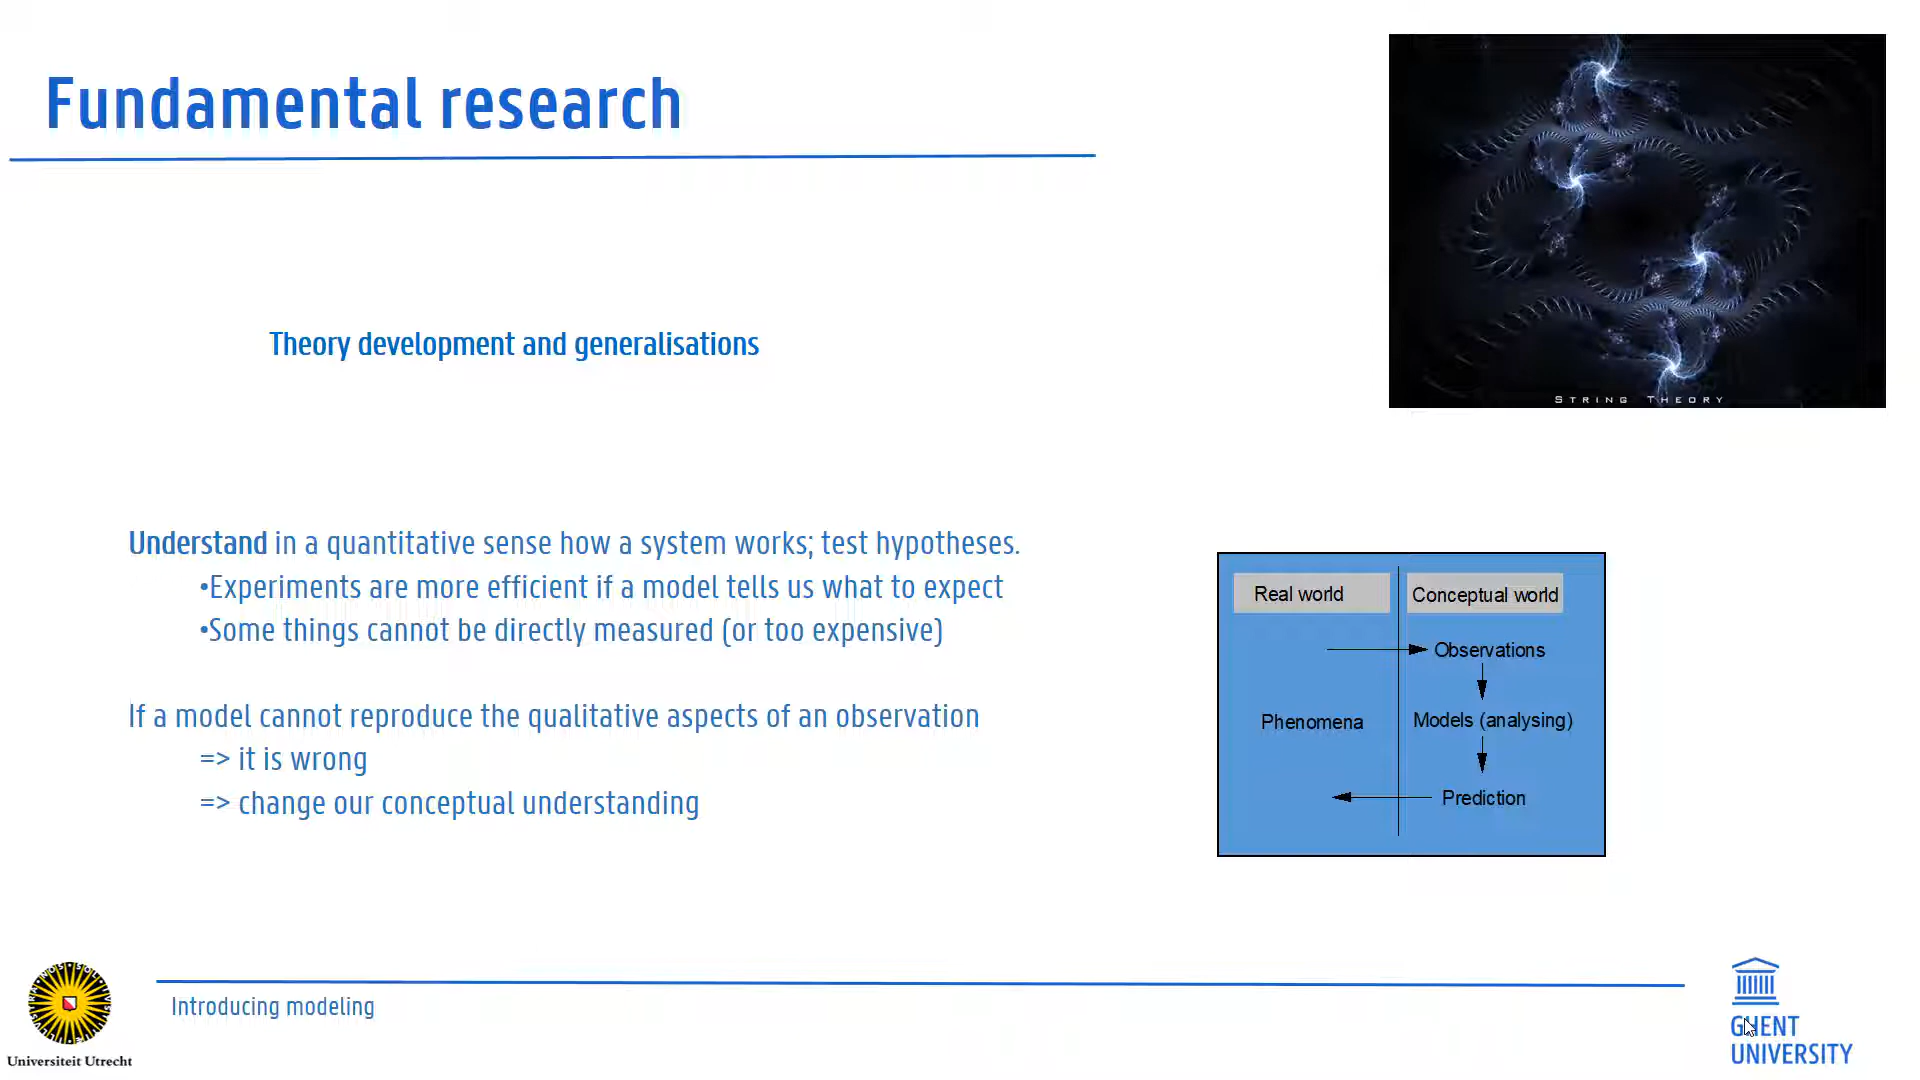 Fundamental research
STRING THEORY
Theory development and generalisations
Understand in a quantitative sense how a system works; test hypotheses.
•Experiments are more efficient if a model tells us what to expect
•Some things cannot be directly measured (or too expensive)
If a model cannot reproduce the qualitative aspects of an observation
=> it is wrong
=> change our conceptual understanding
Real world
Conceptual world
Observations
Phenomena
Models (analysing)
Prediction
Introducing modeling
Universiteit Utrecht
GHENT
UNIVERSITY